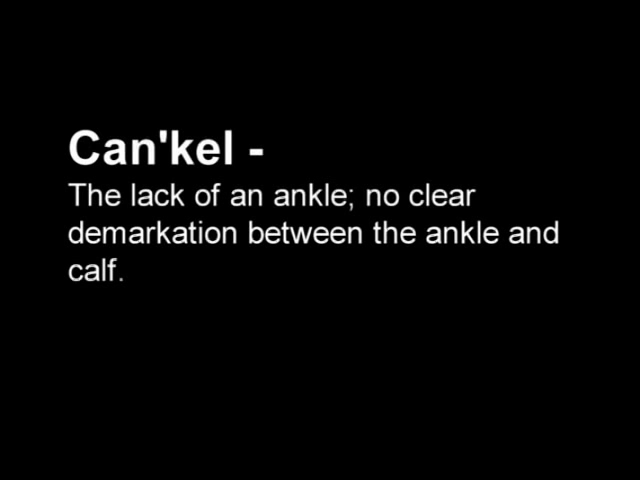 Can'kel -
The lack of an ankle; no clear
demarkation between the ankle and
calf.